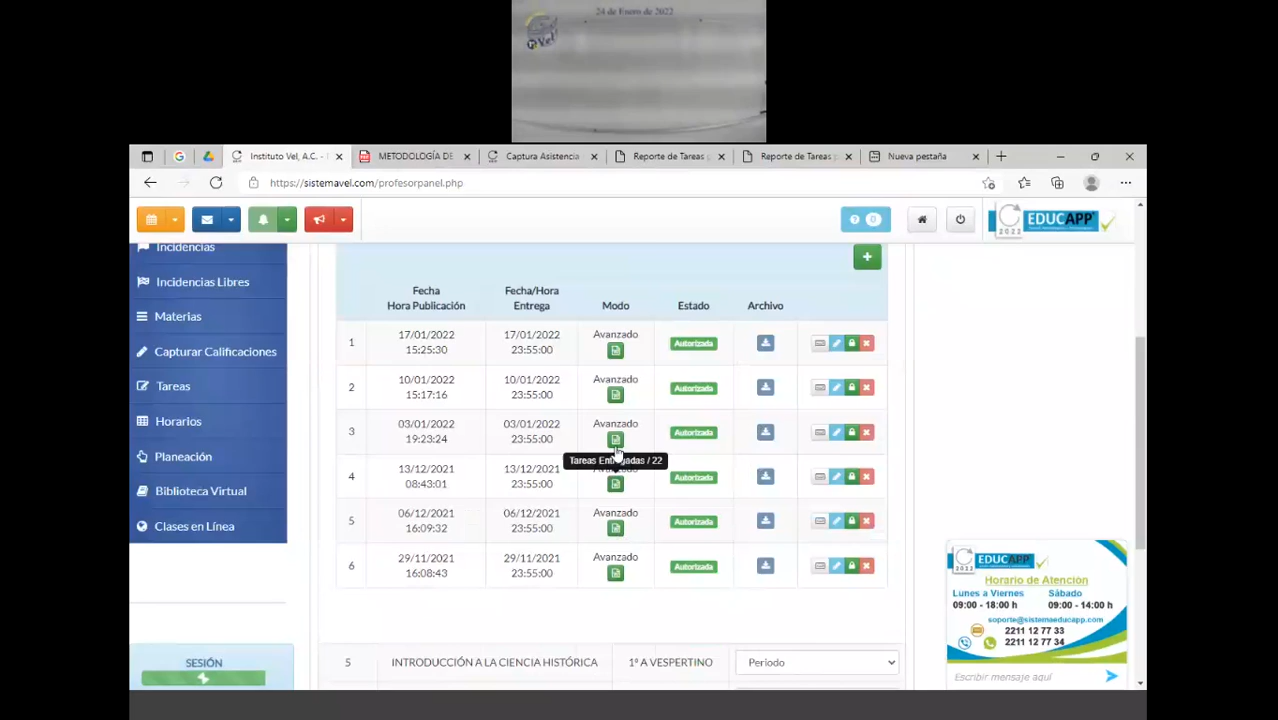 24 de Enero de 2022
Vel
Instituto Vel, A.C. -
METODOLOGÍA DE
Captura Asistencia
Reporte de Tareas
Reporte de Tareas
Nueva pestaña
https://sistemavel.com/profesorpanel.php
0
2022
EDUCAPP
Incidencias
Incidencias Libres
Materias
Capturar Calificaciones
Tareas
Horarios
Planeación
Biblioteca Virtual
Clases en Línea
SESIÓN
Fecha Hora Publicación
Fecha/Hora Entrega
Modo
Estado
Archivo
1 17/01/2022 15:25:30 17/01/2022 23:55:00 Avanzado Autorizada
2 10/01/2022 15:17:16 10/01/2022 23:55:00 Avanzado Autorizada
3 03/01/2022 19:23:24 03/01/2022 23:55:00 Avanzado Autorizada
Tareas Entregadas / 22
4 13/12/2021 08:43:01 13/12/2021 23:55:00 Avanzado Autorizada
5 06/12/2021 16:09:32 06/12/2021 23:55:00 Avanzado Autorizada
6 29/11/2021 16:08:43 29/11/2021 23:55:00 Avanzado Autorizada
5 INTRODUCCIÓN A LA CIENCIA HISTÓRICA 1º A VESPERTINO Periodo
2022 EDUCAPP
Horario de Atención
Lunes a Viernes Sábado
09:00 - 18:00 h 09:00 - 14:00 h
soporte@sistemaeducapp.com
2211 12 77 33
2211 12 77 34
Escribir mensaje aquí